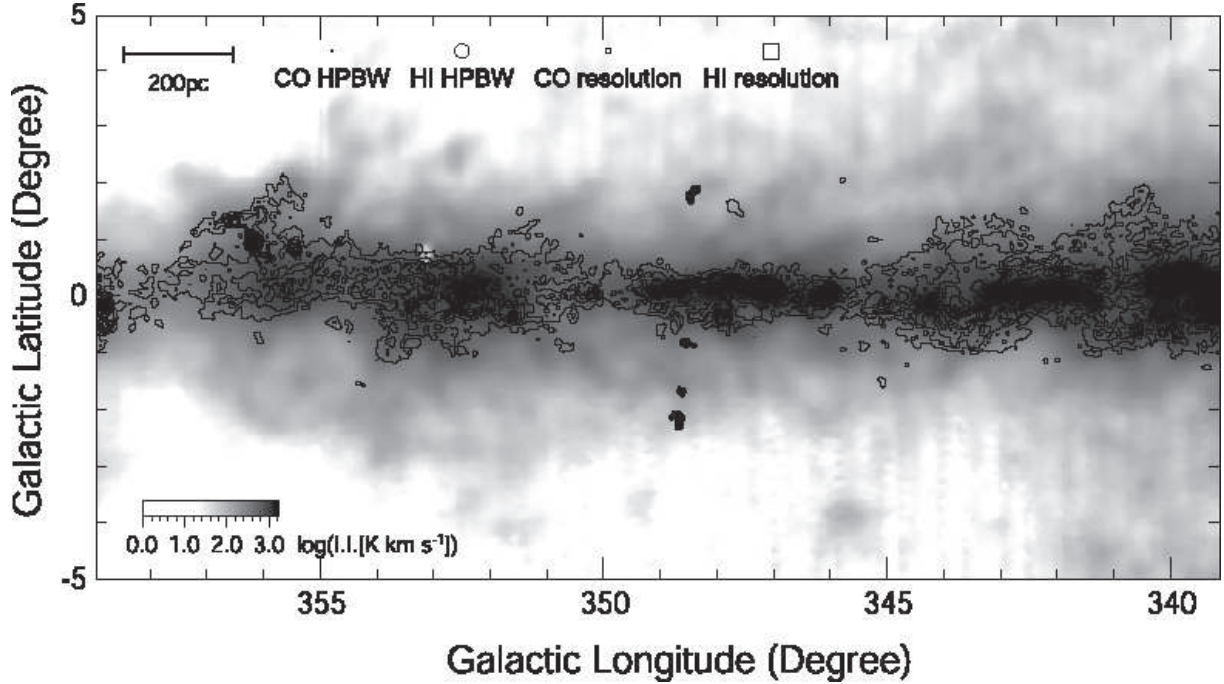 5
200pc CO HPBW HI HPBW CO resolution HI resolution
Galactic Latitude (Degree)
0
0.0 1.0 2.0 3.0 log(I.I.[K km s⁻¹])
-5
355 350 345 340
Galactic Longitude (Degree)